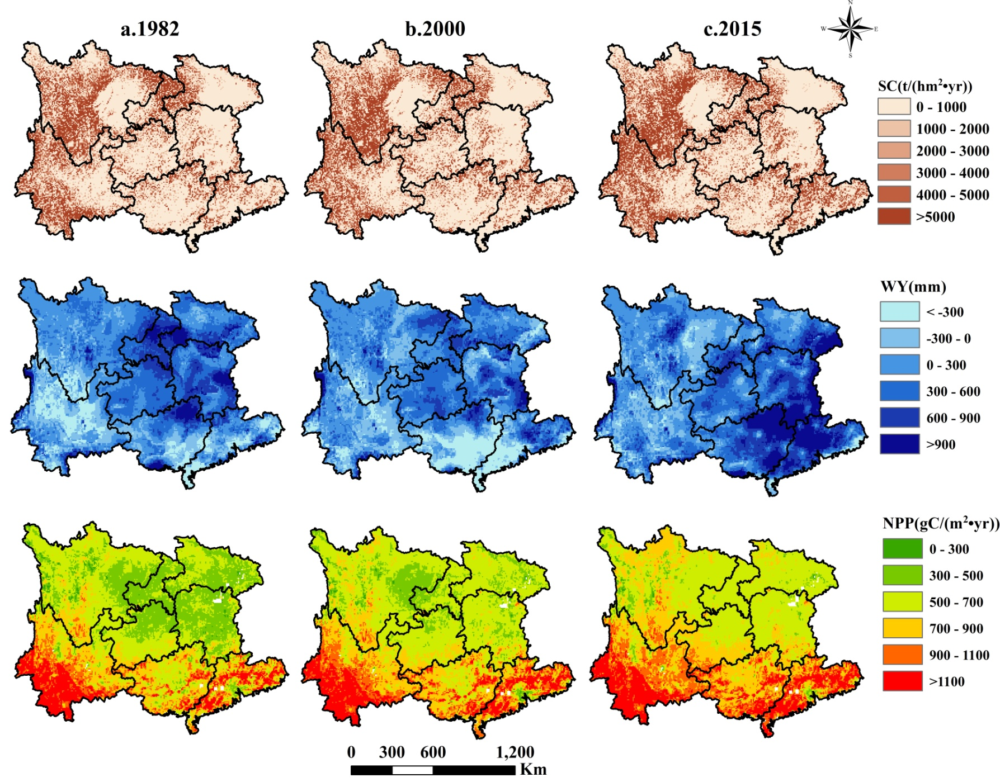 N
W E
S
a.1982 b.2000 c.2015
SC(t/(hm²•yr))
0 - 1000
1000 - 2000
2000 - 3000
3000 - 4000
4000 - 5000
>5000
WY(mm)
< -300
-300 - 0
0 - 300
300 - 600
600 - 900
>900
NPP(gC/(m²•yr))
0 - 300
300 - 500
500 - 700
700 - 900
900 - 1100
>1100
0 300 600 1,200
Km